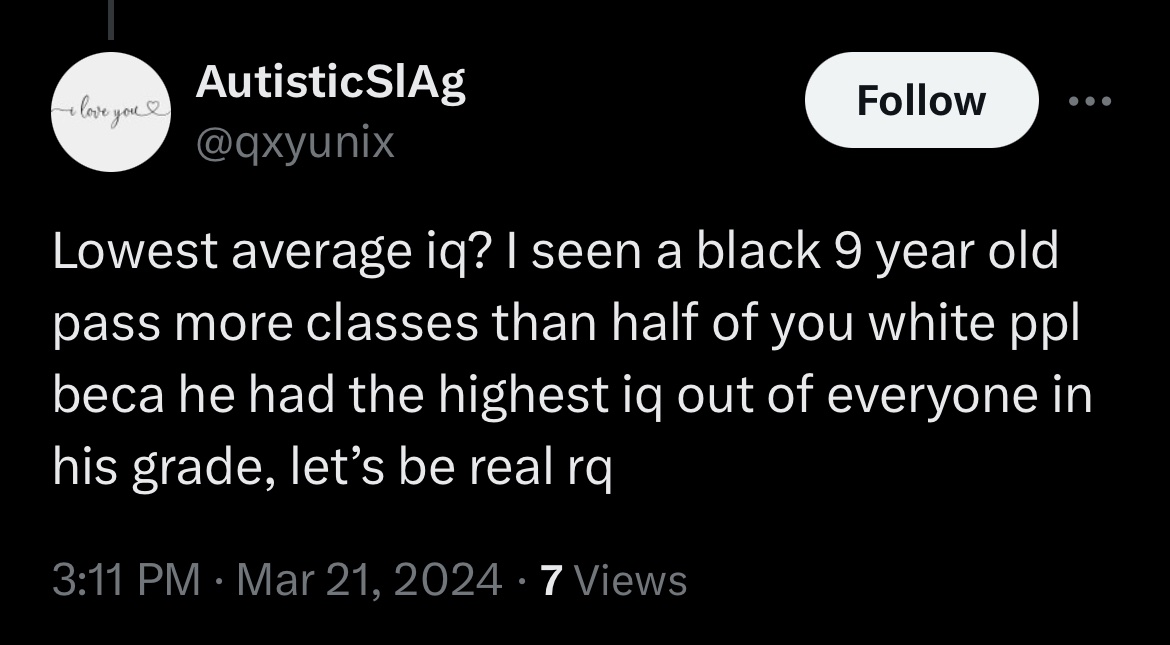 i love you
AutisticSlAg
@qxyunix
Follow
Lowest average iq? I seen a black 9 year old
pass more classes than half of you white ppl
beca he had the highest iq out of everyone in
his grade, let’s be real rq
3:11 PM · Mar 21, 2024 · 7 Views